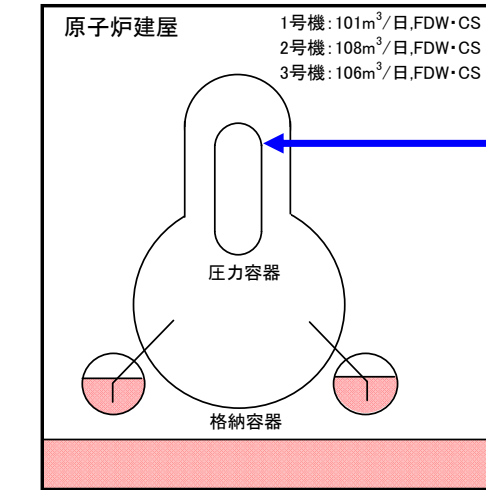 原子炉建屋
1号機：101m³/日,FDW・CS
2号機：108m³/日,FDW・CS
3号機：106m³/日,FDW・CS
圧力容器
格納容器